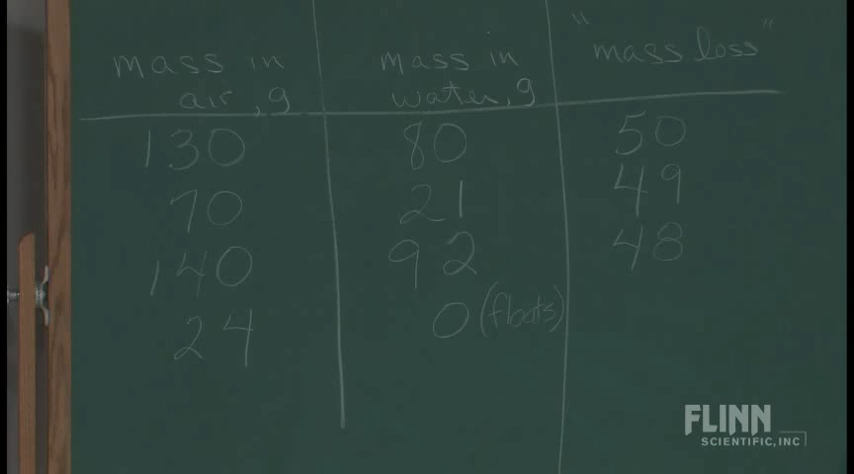 mass in air, g
mass in water, g
"mass loss"
130 80 50
70 21 49
140 92 48
24 0 (floats)
FLINN
SCIENTIFIC, INC